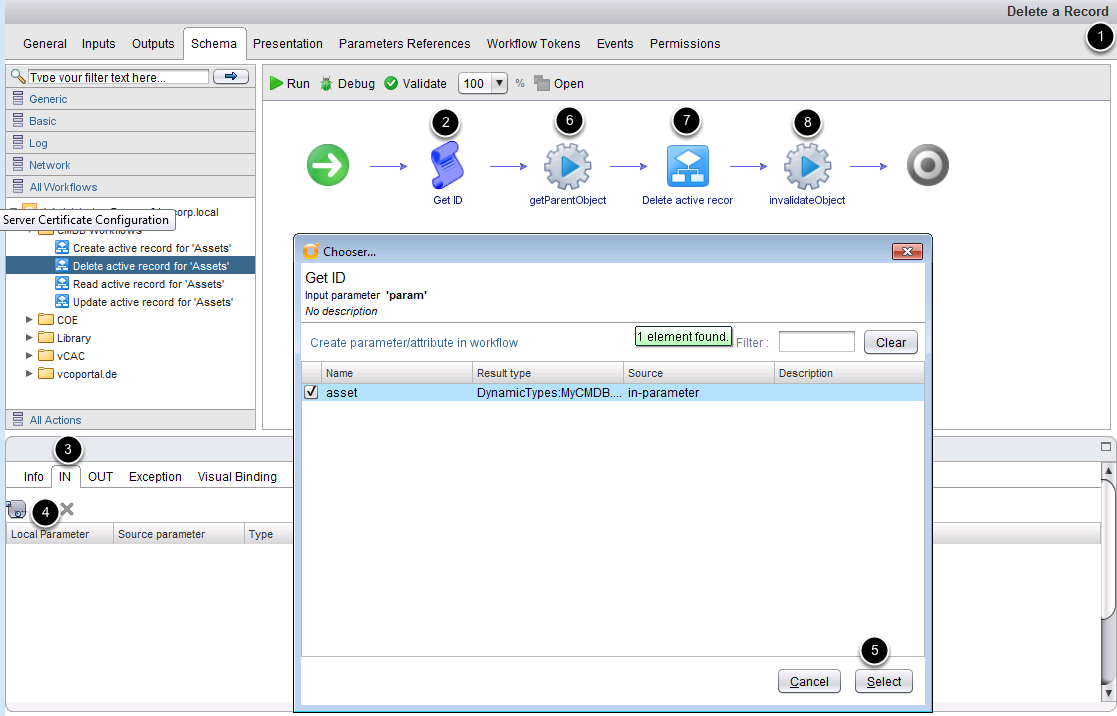 Delete a Record
1
General Inputs Outputs Schema Presentation Parameters References Workflow Tokens Events Permissions
Type your filter text here...
Run Debug Validate 100 % Open
Generic
Basic
Log
Network
All Workflows
corp.local
Server Certificate Configuration
CMDB Workflows
Create active record for 'Assets'
Delete active record for 'Assets'
Read active record for 'Assets'
Update active record for 'Assets'
COE
Library
vCAC
vcoportal.de
All Actions
2 6 7 8
Get ID getParentObject Delete active recor invalidateObject
Chooser...
Get ID
Input parameter 'param'
No description
Create parameter/attribute in workflow
1 element found.
Filter :
Clear
Name Result type Source Description
asset DynamicTypes:MyCMDB.... in-parameter
5
Cancel Select
3
Info IN OUT Exception Visual Binding
4
Local Parameter Source parameter Type